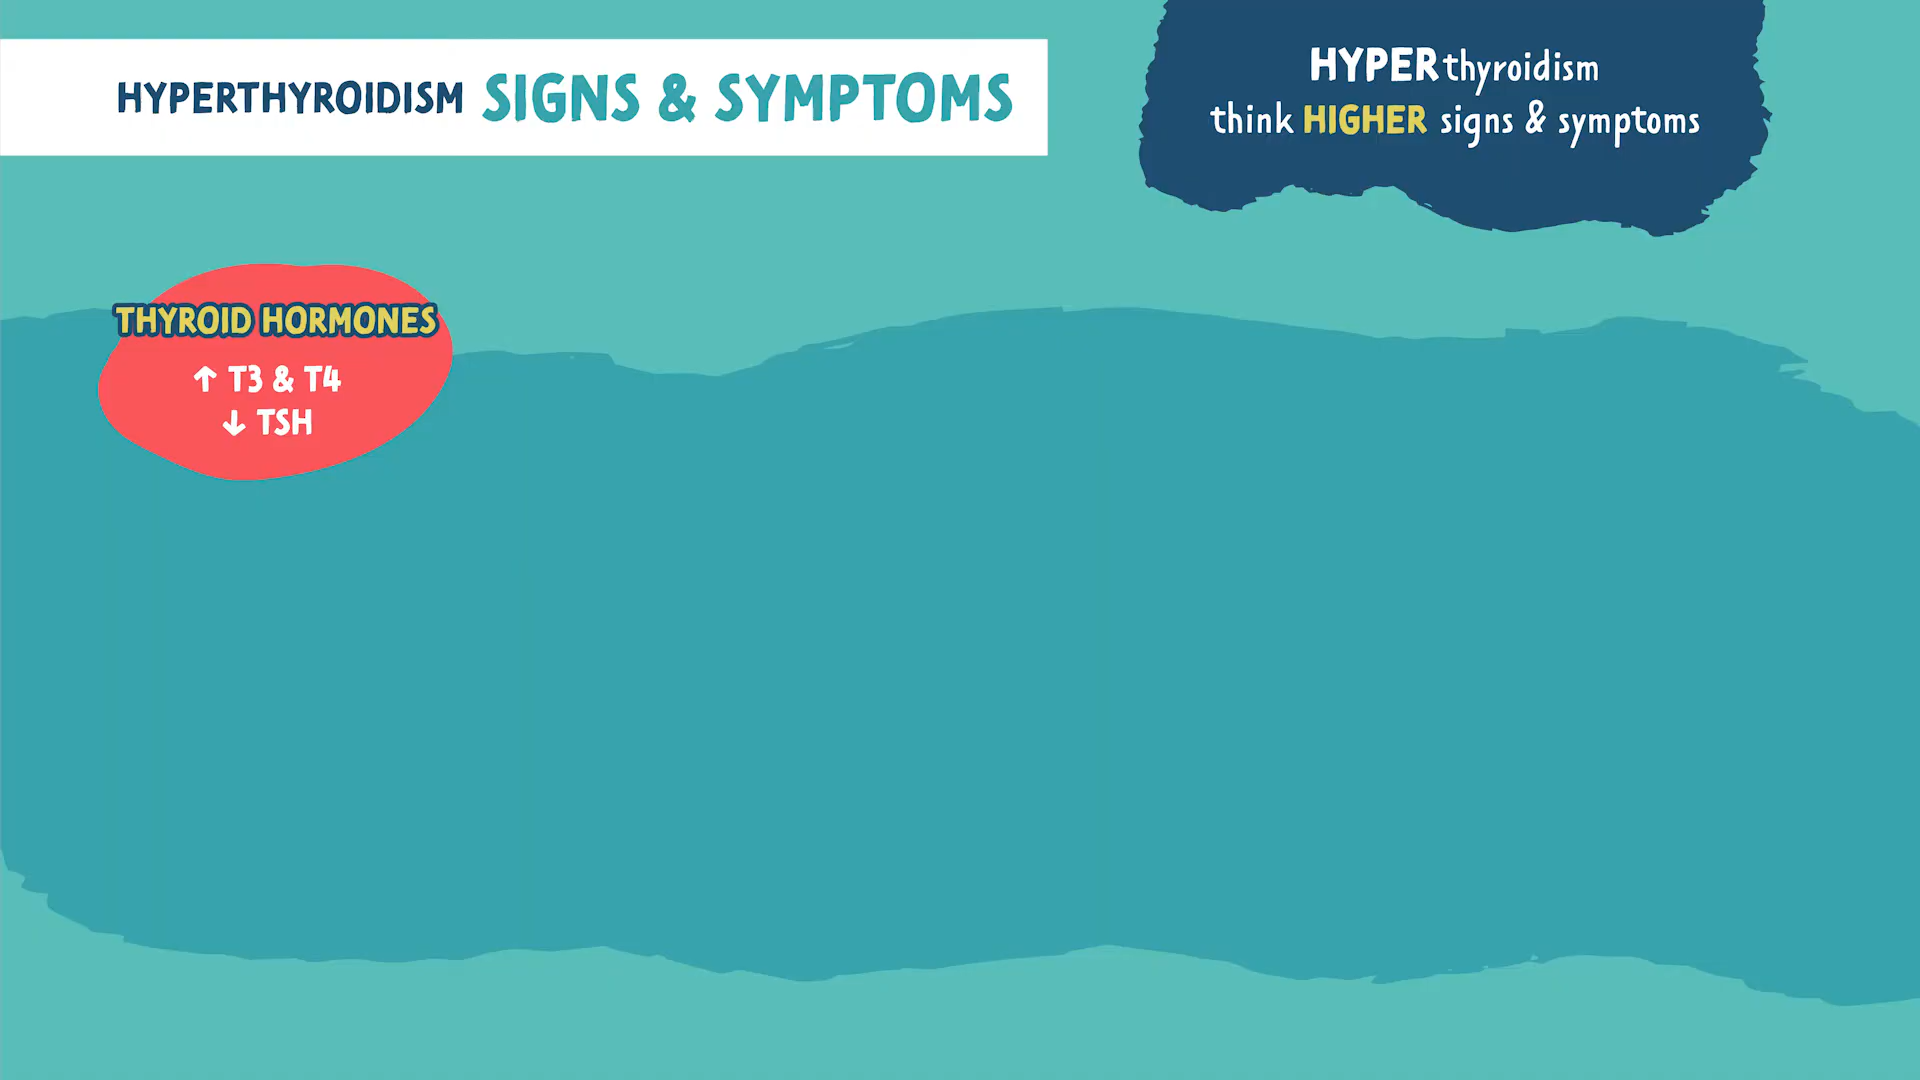 HYPERTHYROIDISM SIGNS & SYMPTOMS
HYPERthyroidism
think HIGHER signs & symptoms
THYROID HORMONES
↑ T3 & T4
↓ TSH